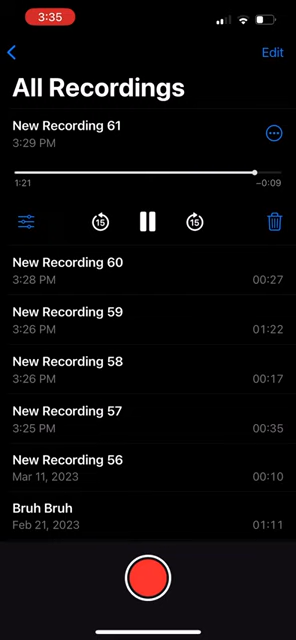 3:35
Edit
All Recordings
New Recording 61
3:29 PM
1:21
−0:09
15
15
New Recording 60
3:28 PM
00:27
New Recording 59
3:26 PM
01:22
New Recording 58
3:26 PM
00:17
New Recording 57
3:25 PM
00:35
New Recording 56
Mar 11, 2023
00:10
Bruh Bruh
Feb 21, 2023
01:11